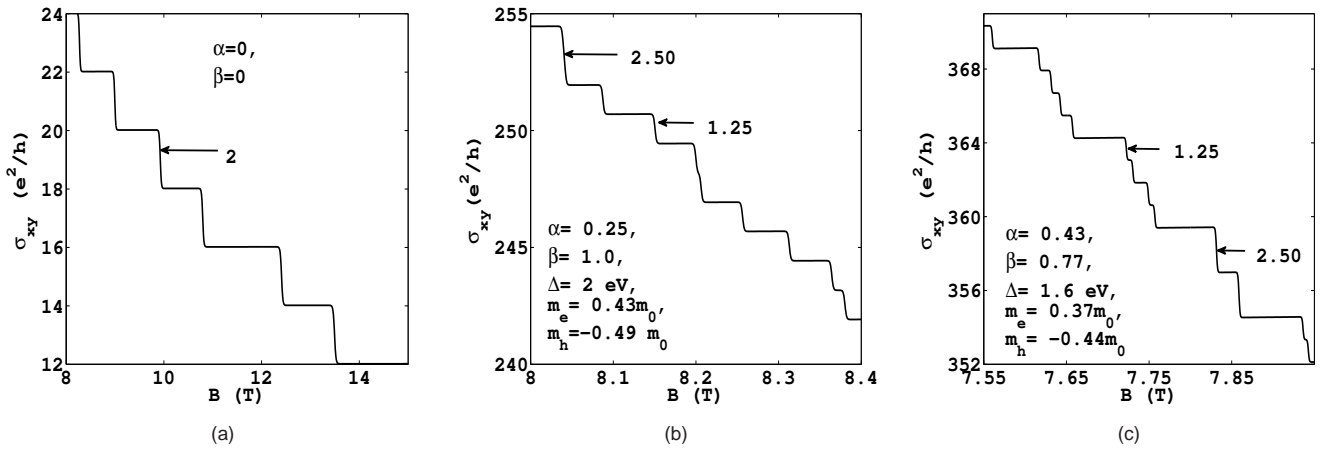 24
22
20
18
16
14
12
8
10
12
14
σxy (e2/h)
B (T)
α=0,
β=0
2
(a)
255
250
245
240
8
8.1
8.2
8.3
8.4
σxy(e2/h)
B (T)
2.50
1.25
α= 0.25,
β= 1.0,
Δ= 2 eV,
me= 0.43m0,
mh=-0.49 m0
(b)
368
364
360
356
352
7.55
7.65
7.75
7.85
σxy (e2/h)
B (T)
1.25
2.50
α= 0.43,
β= 0.77,
Δ= 1.6 eV,
me= 0.37m0,
mh= -0.44m0
(c)